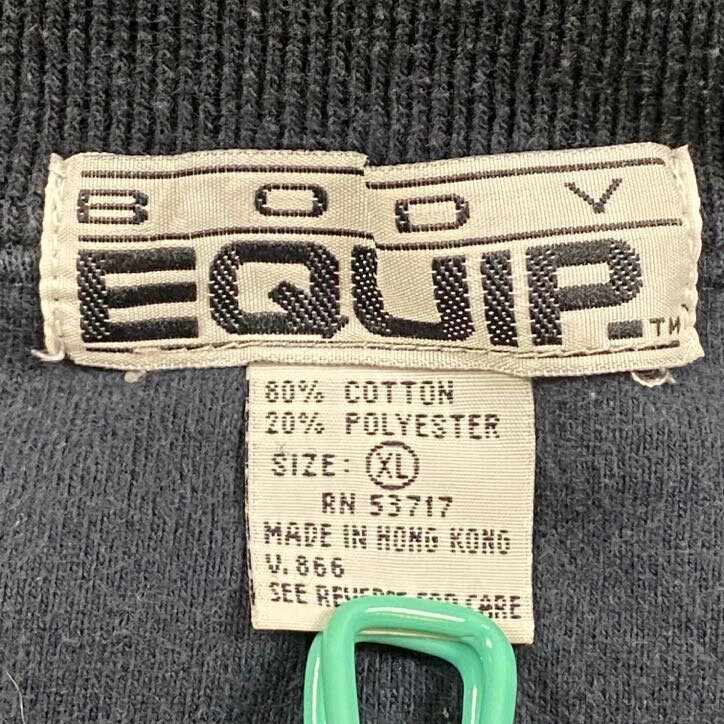 BODY
EQUIP. TM
80% COTTON
20% POLYESTER
SIZE: XL
RN 53717
MADE IN HONG KONG
V. 866
SEE REVERSE FOR CARE